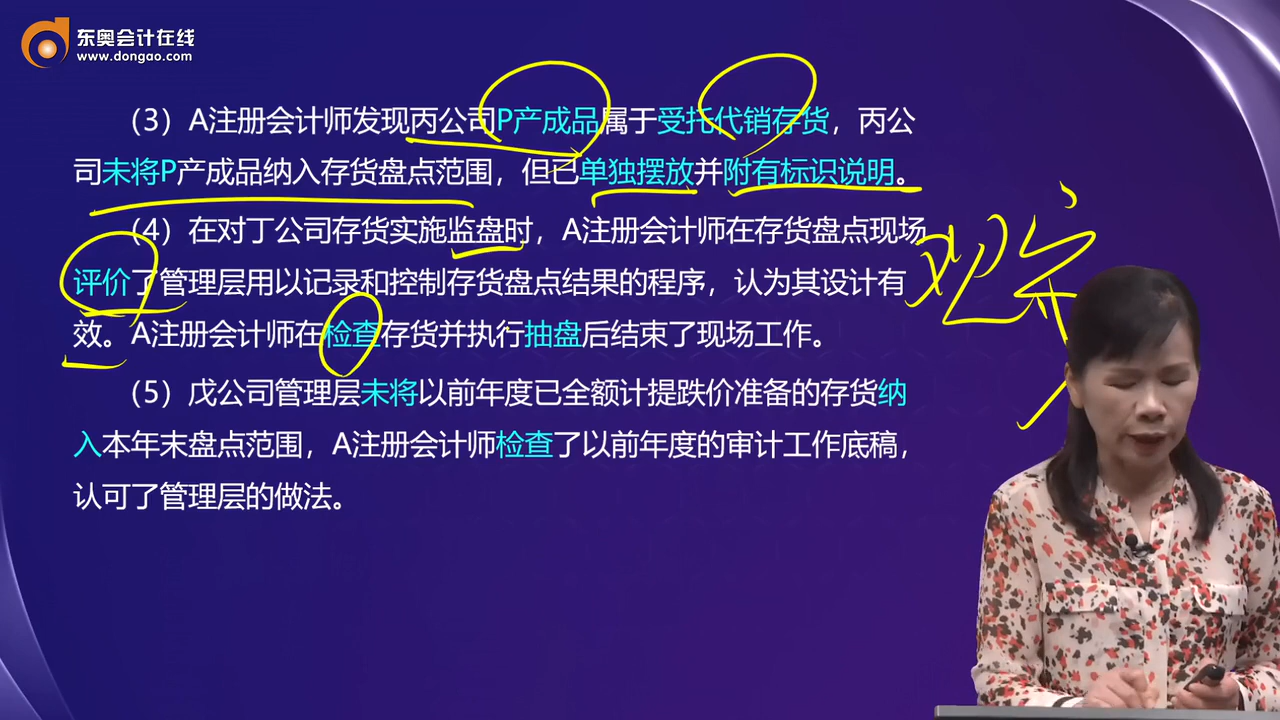 东奥会计在线
www.dongao.com
（3）A注册会计师发现丙公司P产成品属于受托代销存货，丙公
司未将P产成品纳入存货盘点范围，但已单独摆放并附有标识说明。
（4）在对丁公司存货实施监盘时，A注册会计师在存货盘点现场
评价了管理层用以记录和控制存货盘点结果的程序，认为其设计有
效。A注册会计师在检查存货并执行抽盘后结束了现场工作。
（5）戊公司管理层未将以前年度已全额计提跌价准备的存货纳
入本年末盘点范围，A注册会计师检查了以前年度的审计工作底稿，
认可了管理层的做法。
观察